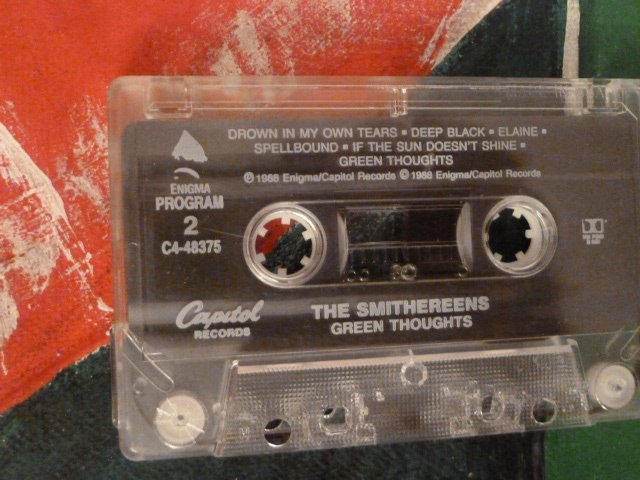 DROWN IN MY OWN TEARS • DEEP BLACK • ELAINE •
SPELLBOUND • IF THE SUN DOESN'T SHINE •
GREEN THOUGHTS
℗ 1988 Enigma/Capitol Records © 1988 Enigma/Capitol Records
ENIGMA
PROGRAM
2
C4-48375
Capitol
RECORDS
THE SMITHEREENS
GREEN THOUGHTS